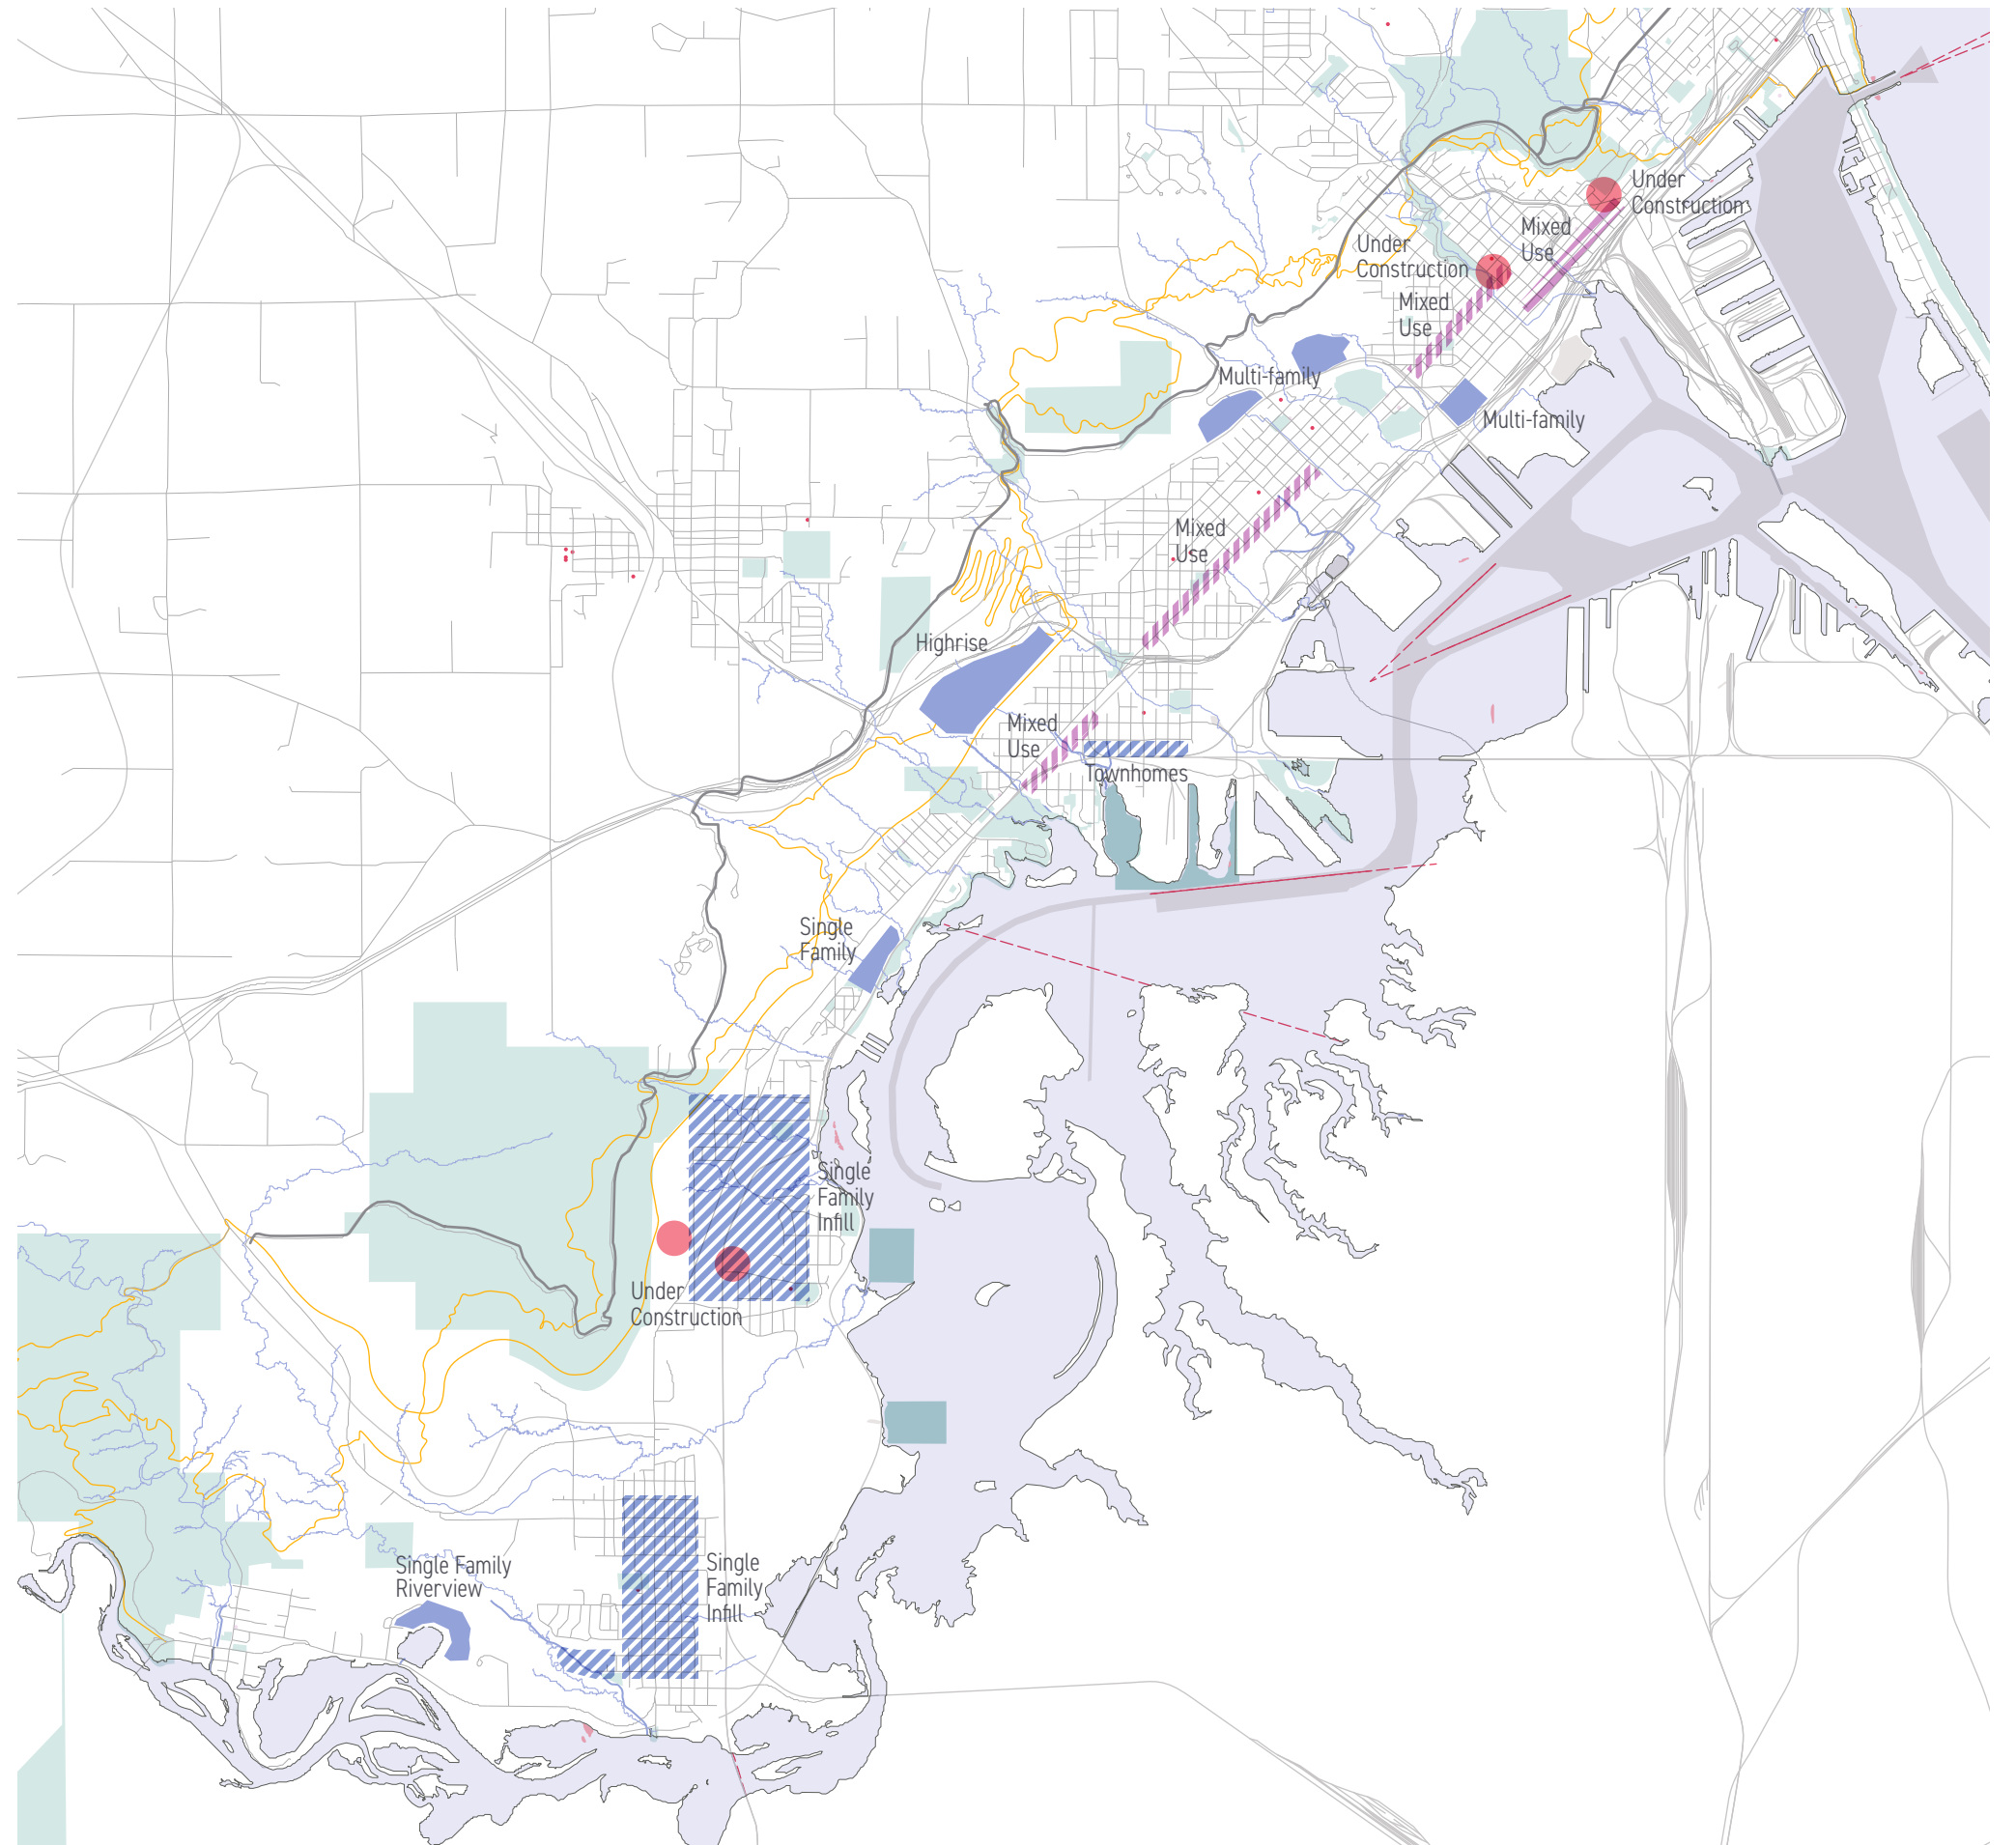 Under
Construction
Mixed
Use
Under
Construction
Mixed
Use
Multi-family
Multi-family
Mixed
Use
Highrise
Mixed
Use
Townhomes
Single
Family
Single
Family
Infill
Under
Construction
Single Family
Riverview
Single
Family
Infill